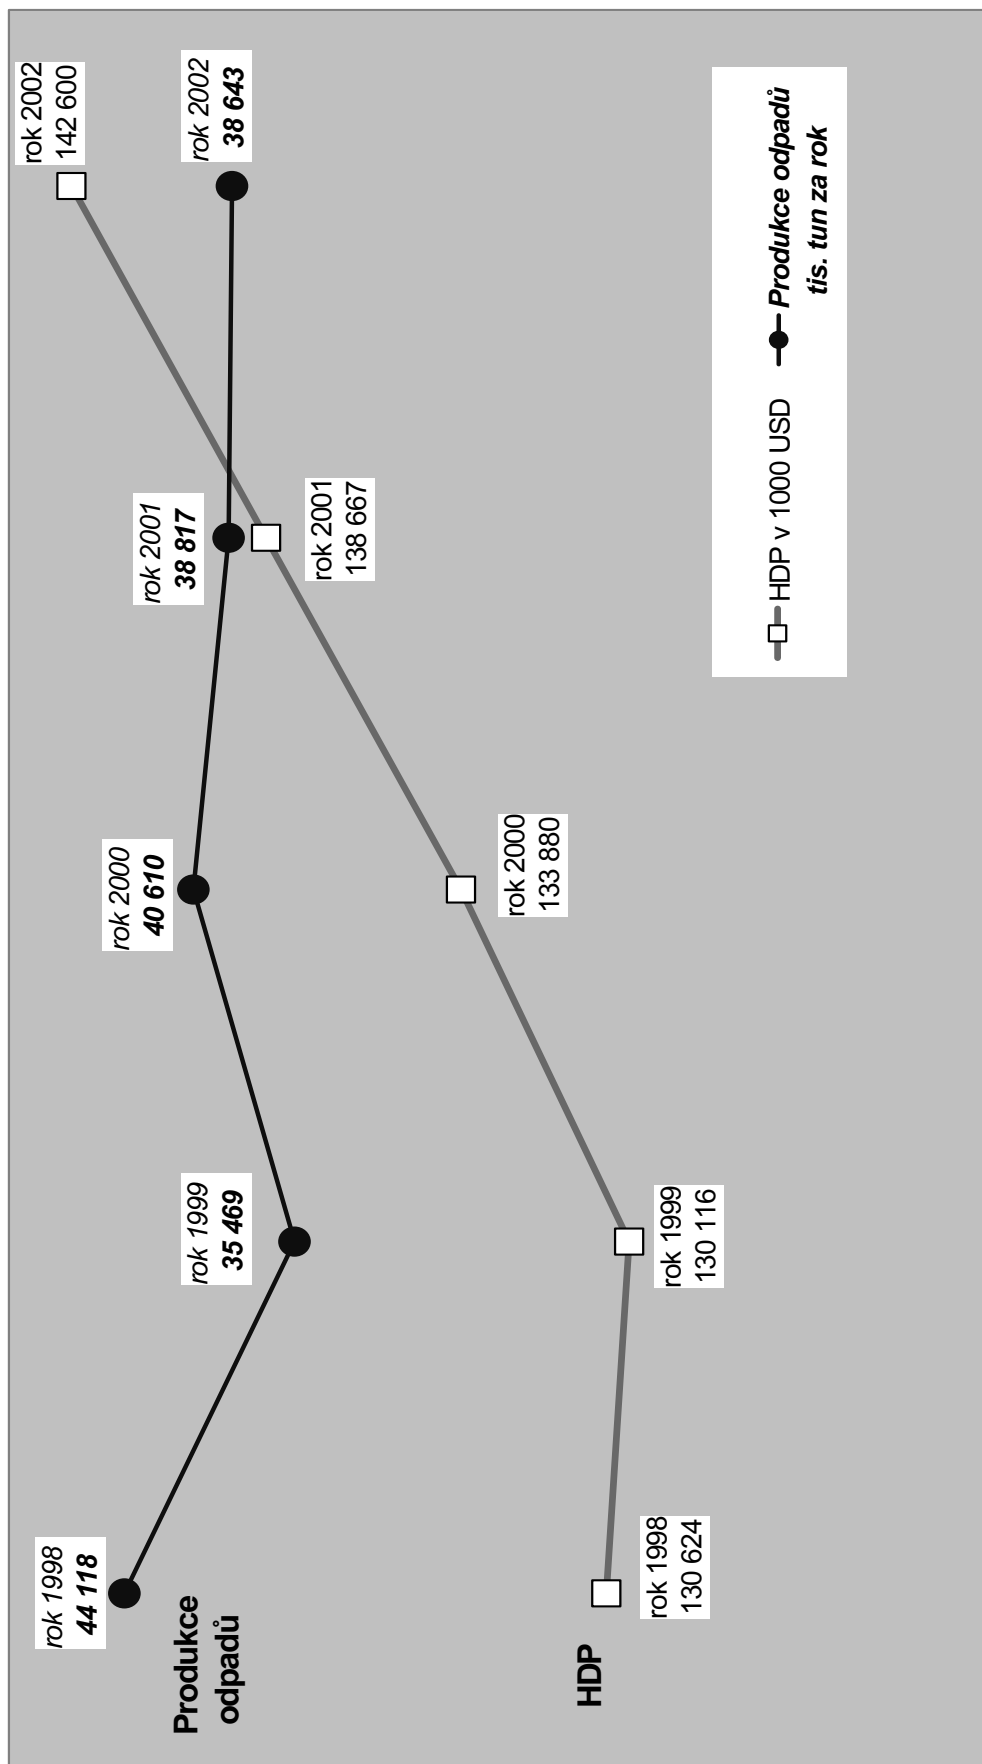 rok 1998
44 118
rok 1999
35 469
rok 2000
40 610
rok 2001
38 817
rok 2002
38 643
rok 2002
142 600
Produkce
odpadů
HDP
rok 1998
130 624
rok 1999
130 116
rok 2000
133 880
rok 2001
138 667
HDP v 1000 USD
Produkce odpadů
tis. tun za rok